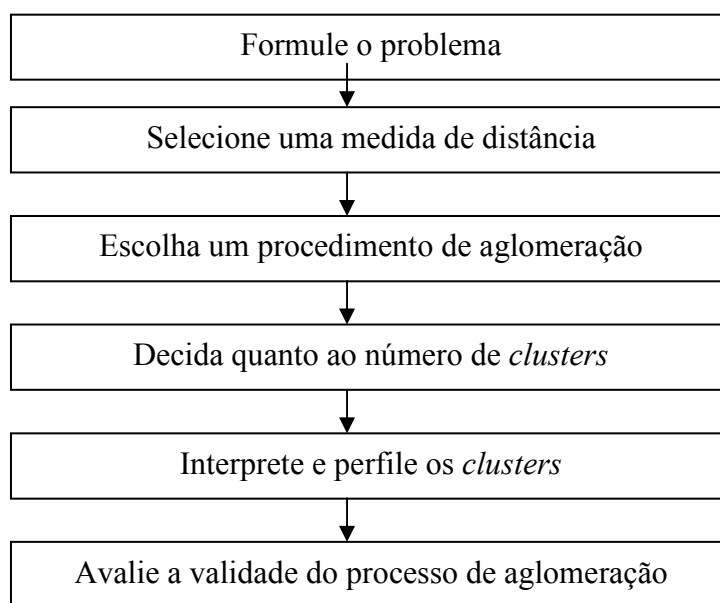 Formule o problema
Selecione uma medida de distância
Escolha um procedimento de aglomeração
Decida quanto ao número de clusters
Interprete e perfile os clusters
Avalie a validade do processo de aglomeração